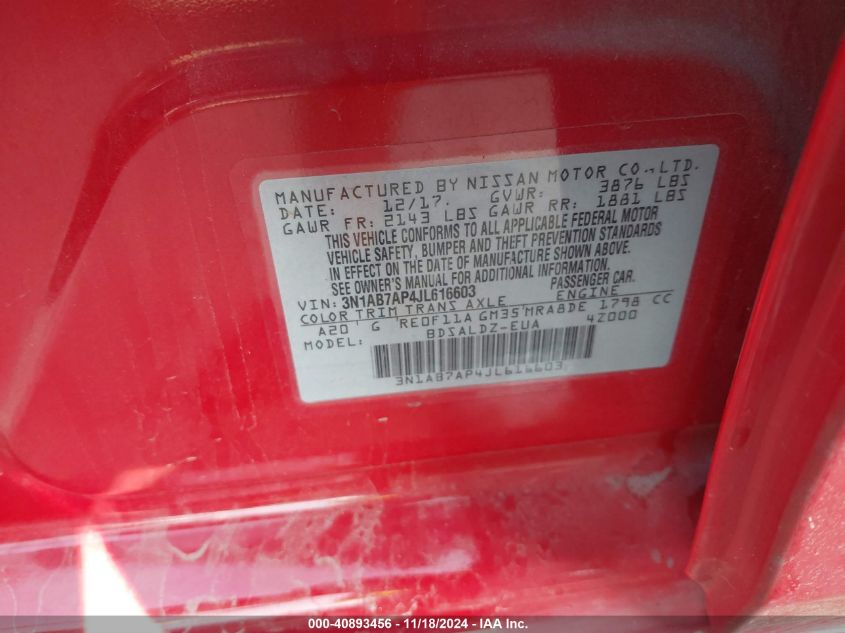 MANUFACTURED BY NISSAN MOTOR CO.,LTD.
DATE: 12/17. GVWR: 3876 LBS
GAWR FR: 2143 LBS GAWR RR: 1881 LBS
THIS VEHICLE CONFORMS TO ALL APPLICABLE FEDERAL MOTOR
VEHICLE SAFETY, BUMPER AND THEFT PREVENTION STANDARDS
IN EFFECT ON THE DATE OF MANUFACTURE SHOWN ABOVE.
SEE OWNER'S MANUAL FOR ADDITIONAL INFORMATION.
VIN: 3N1AB7AP4JL616603 PASSENGER CAR.
COLOR TRIM TRANS AXLE ENGINE
A20 G RE0F11A GM35 MRA8DE 1798 CC
MODEL: BDSALDZ-EUA 4Z000
3N1AB7AP4JL616603
000-40893456 - 11/18/2024 - IAA Inc.